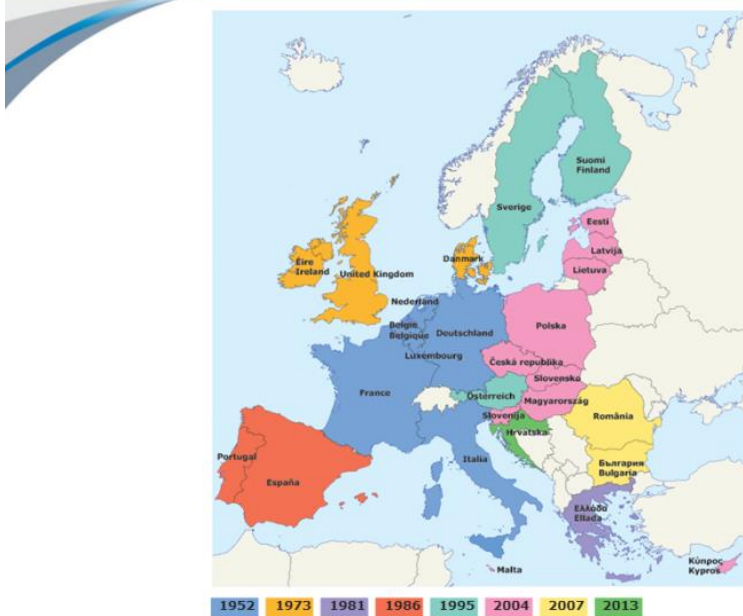 Suomi
Finland
Sverige
Eesti
Latvija
Lietuva
Danmark
Éire
Ireland
United Kingdom
Nederland
België
Belgique
Deutschland
Polska
Luxembourg
Česká republika
Slovenska
Österreich
Magyarország
France
Slovenija
România
Hrvatska
Portugal
España
Italia
България
Bulgaria
Ελλάδα
Ellada
Κύπρος
Kypros
Malta
1952 1973 1981 1986 1995 2004 2007 2013